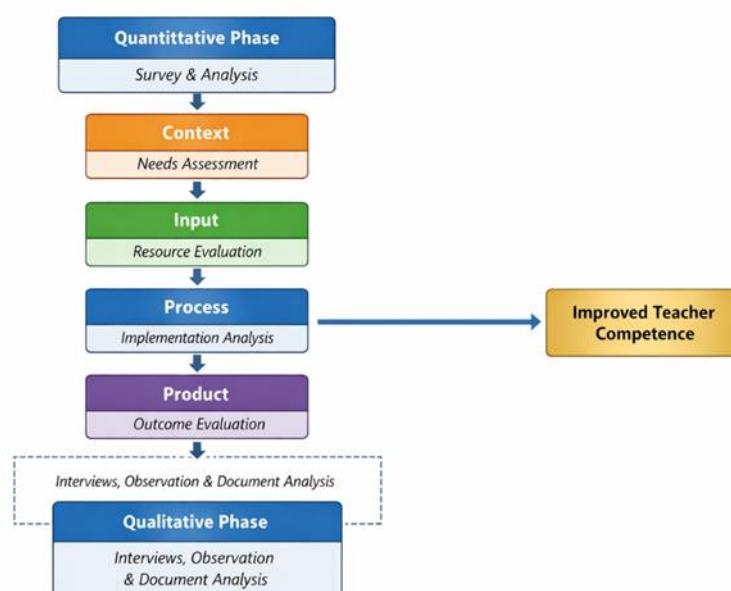 Quantittative Phase
Survey & Analysis
Context
Needs Assessment
Input
Resource Evaluation
Process
Implementation Analysis
Improved Teacher
Competence
Product
Outcome Evaluation
Interviews, Observation & Document Analysis
Qualitative Phase
Interviews, Observation
& Document Analysis